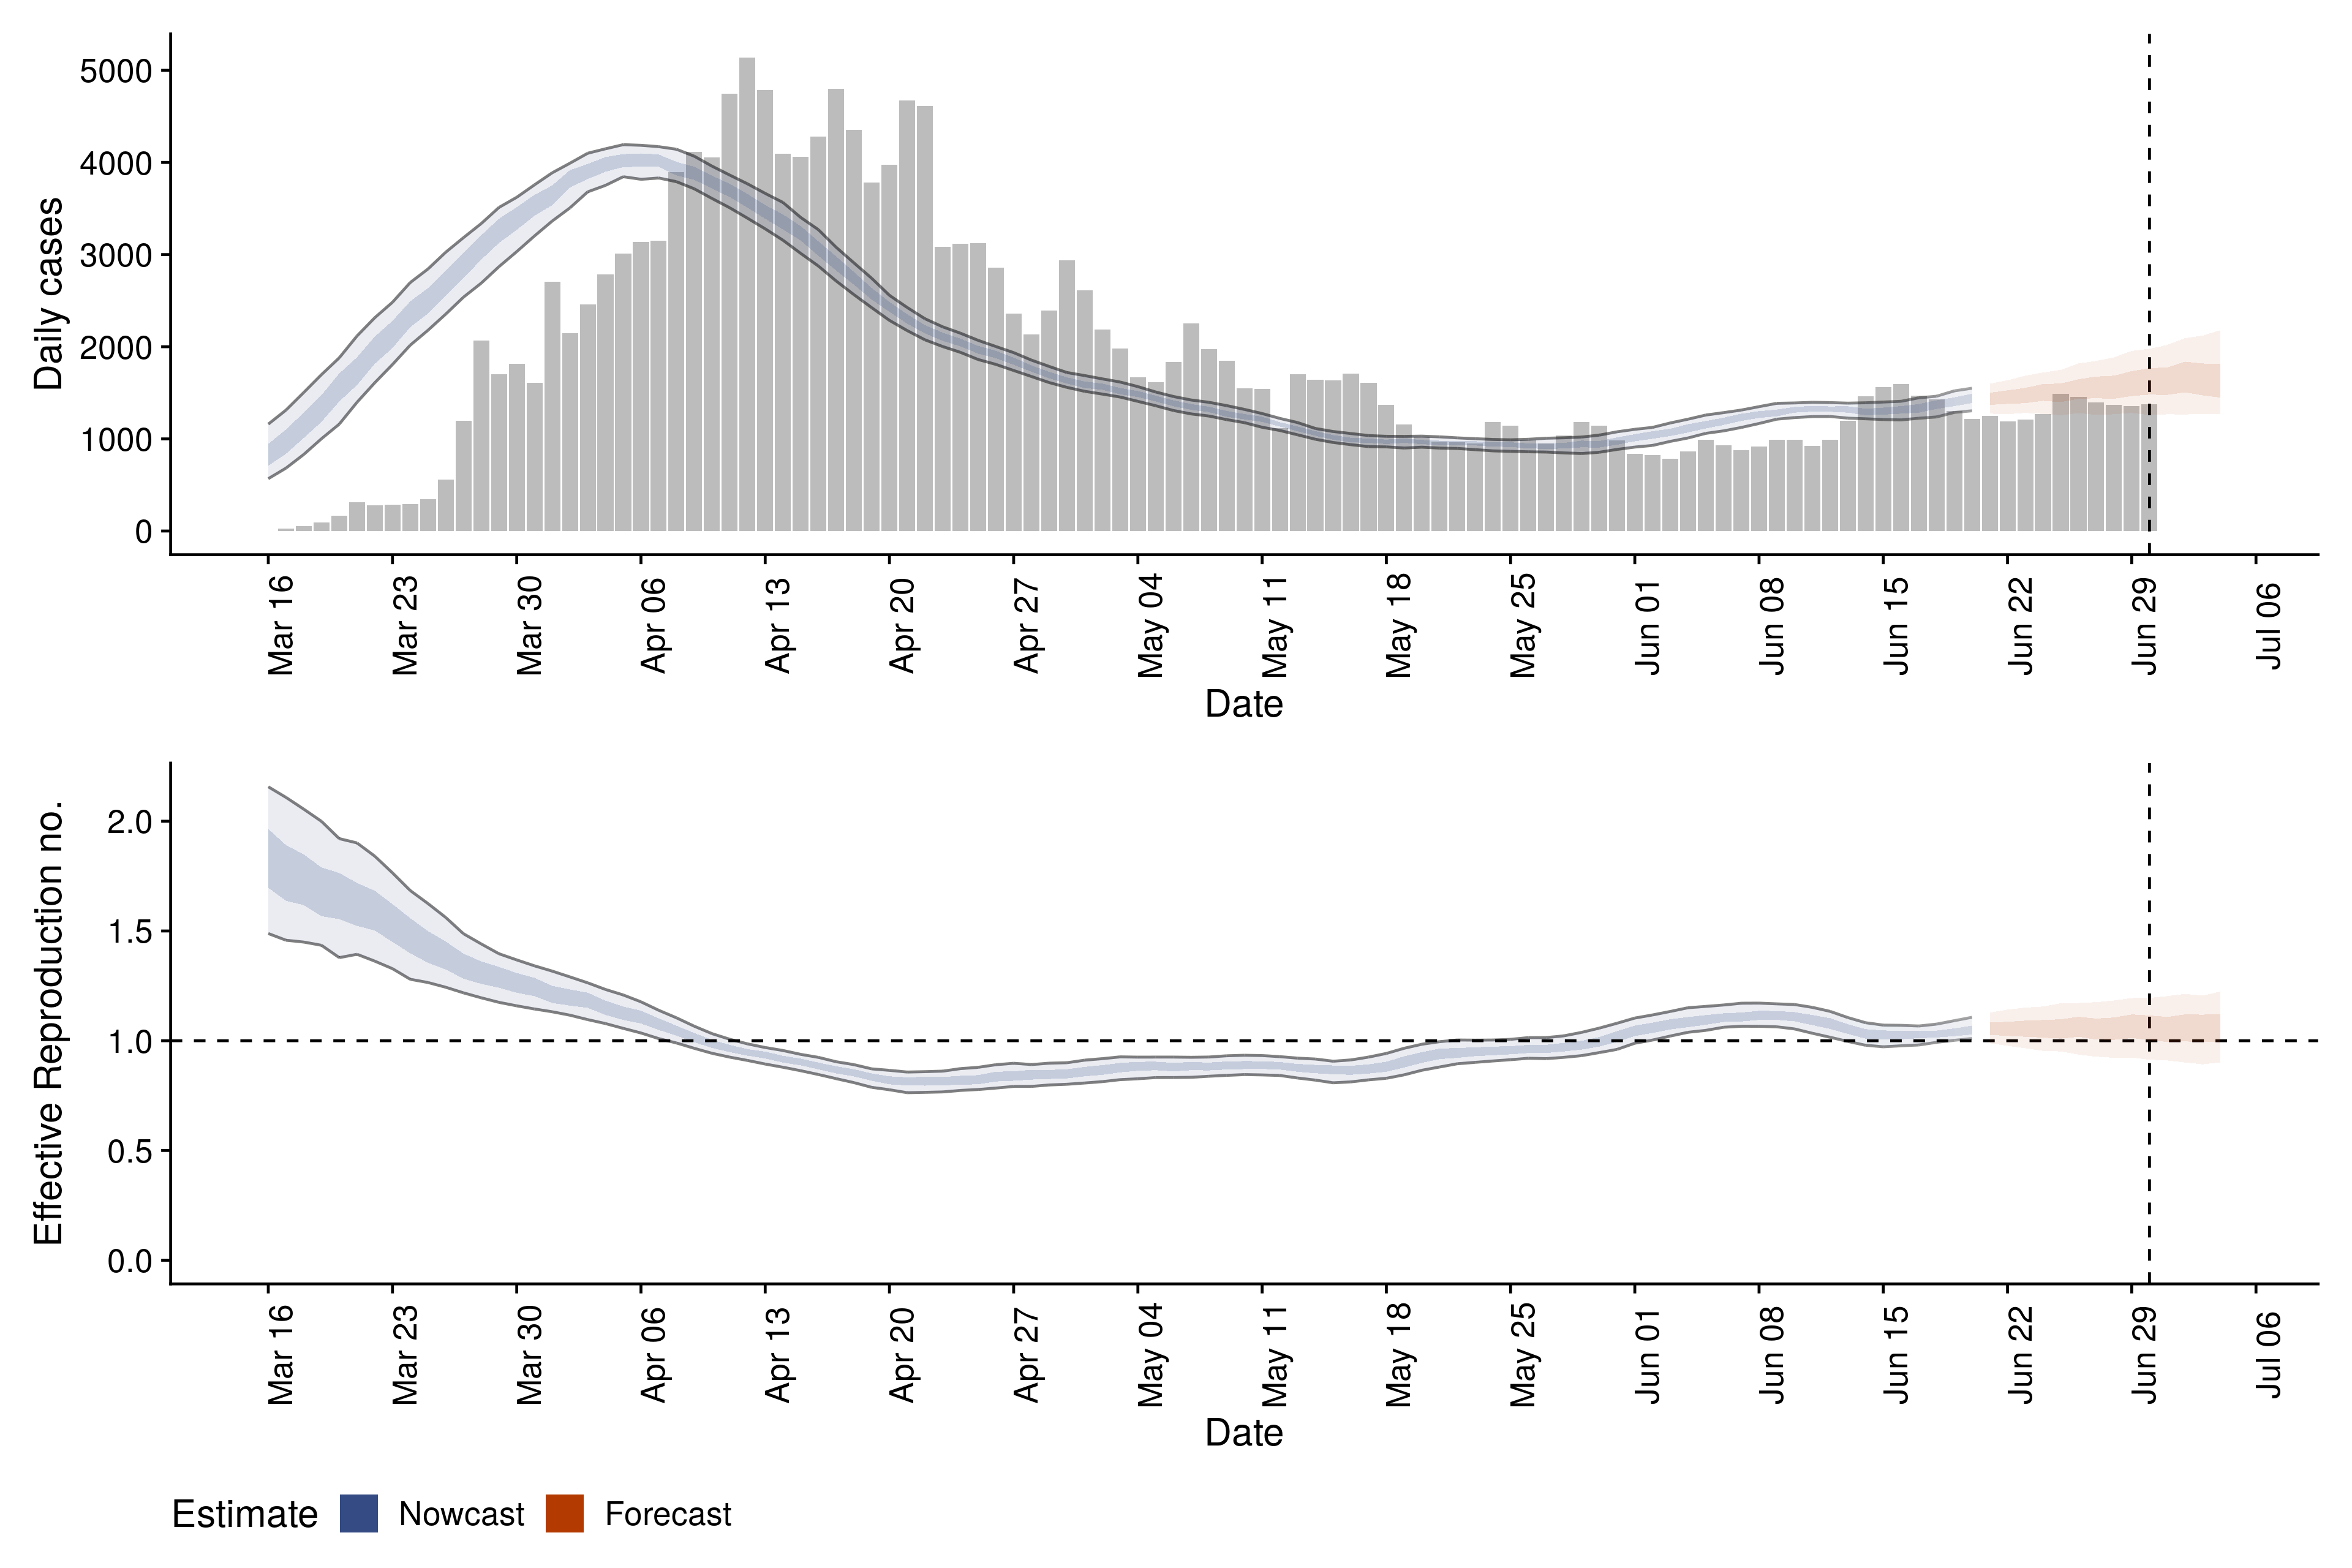 Daily cases
5000
4000
3000
2000
1000
0
Mar 16 Mar 23 Mar 30 Apr 06 Apr 13 Apr 20 Apr 27 May 04 May 11 May 18 May 25 Jun 01 Jun 08 Jun 15 Jun 22 Jun 29 Jul 06
Date
Effective Reproduction no.
2.0
1.5
1.0
0.5
0.0
Mar 16 Mar 23 Mar 30 Apr 06 Apr 13 Apr 20 Apr 27 May 04 May 11 May 18 May 25 Jun 01 Jun 08 Jun 15 Jun 22 Jun 29 Jul 06
Date
Estimate Nowcast Forecast